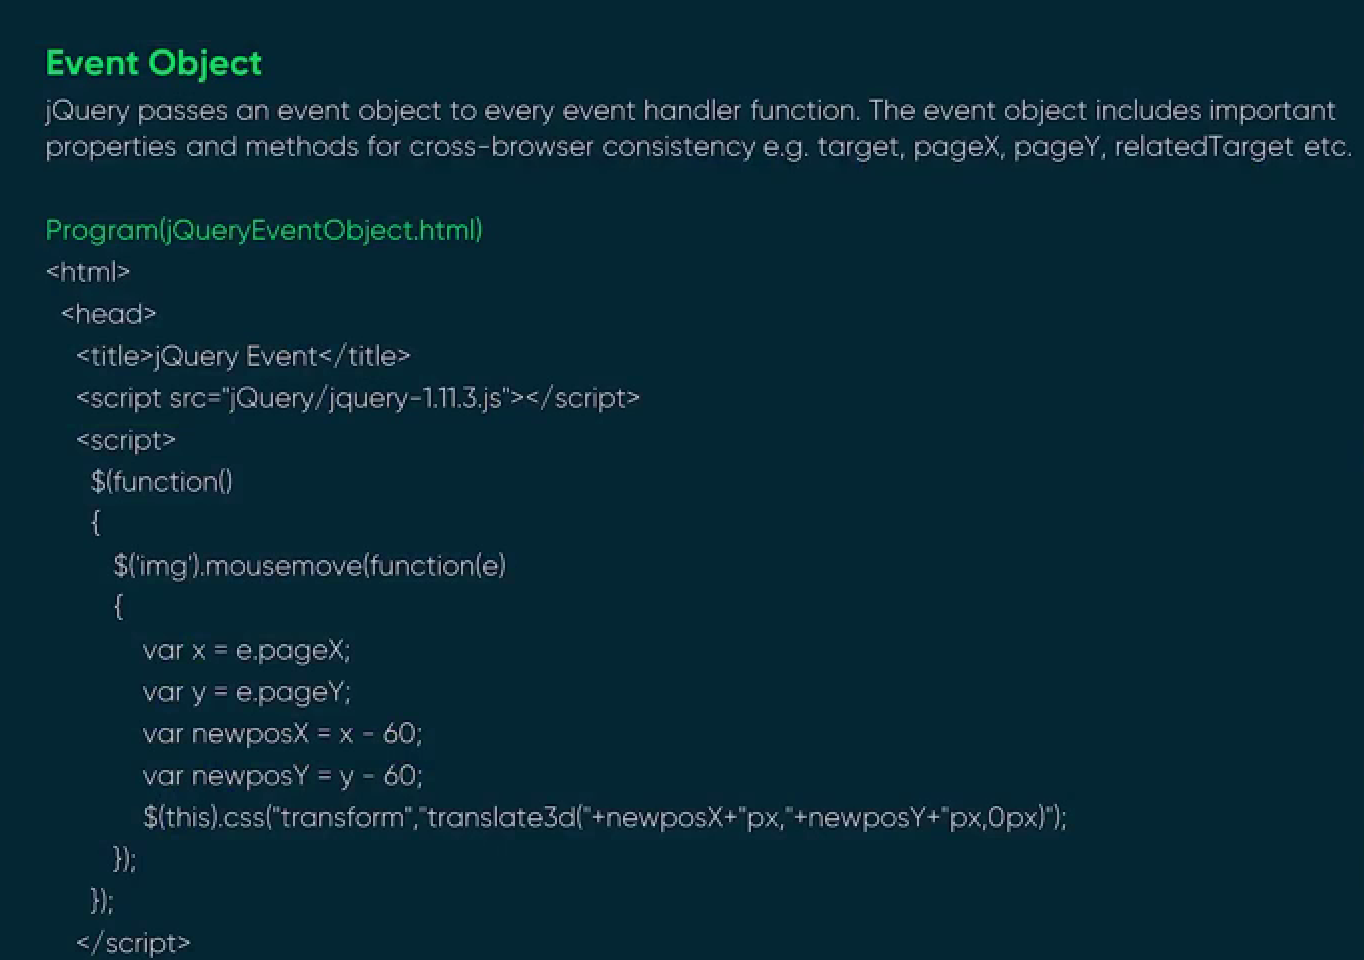 Event Object
jQuery passes an event object to every event handler function. The event object includes important
properties and methods for cross-browser consistency e.g. target, pageX, pageY, relatedTarget etc.
Program(jQueryEventObject.html)
<html>
<head>
<title>jQuery Event</title>
<script src="jQuery/jquery-1.11.3.js"></script>
<script>
$(function()
{
$('img').mousemove(function(e)
{
var x = e.pageX;
var y = e.pageY;
var newposX = x - 60;
var newposY = y - 60;
$(this).css("transform","translate3d("+newposX+"px,"+newposY+"px,0px)");
});
});
</script>